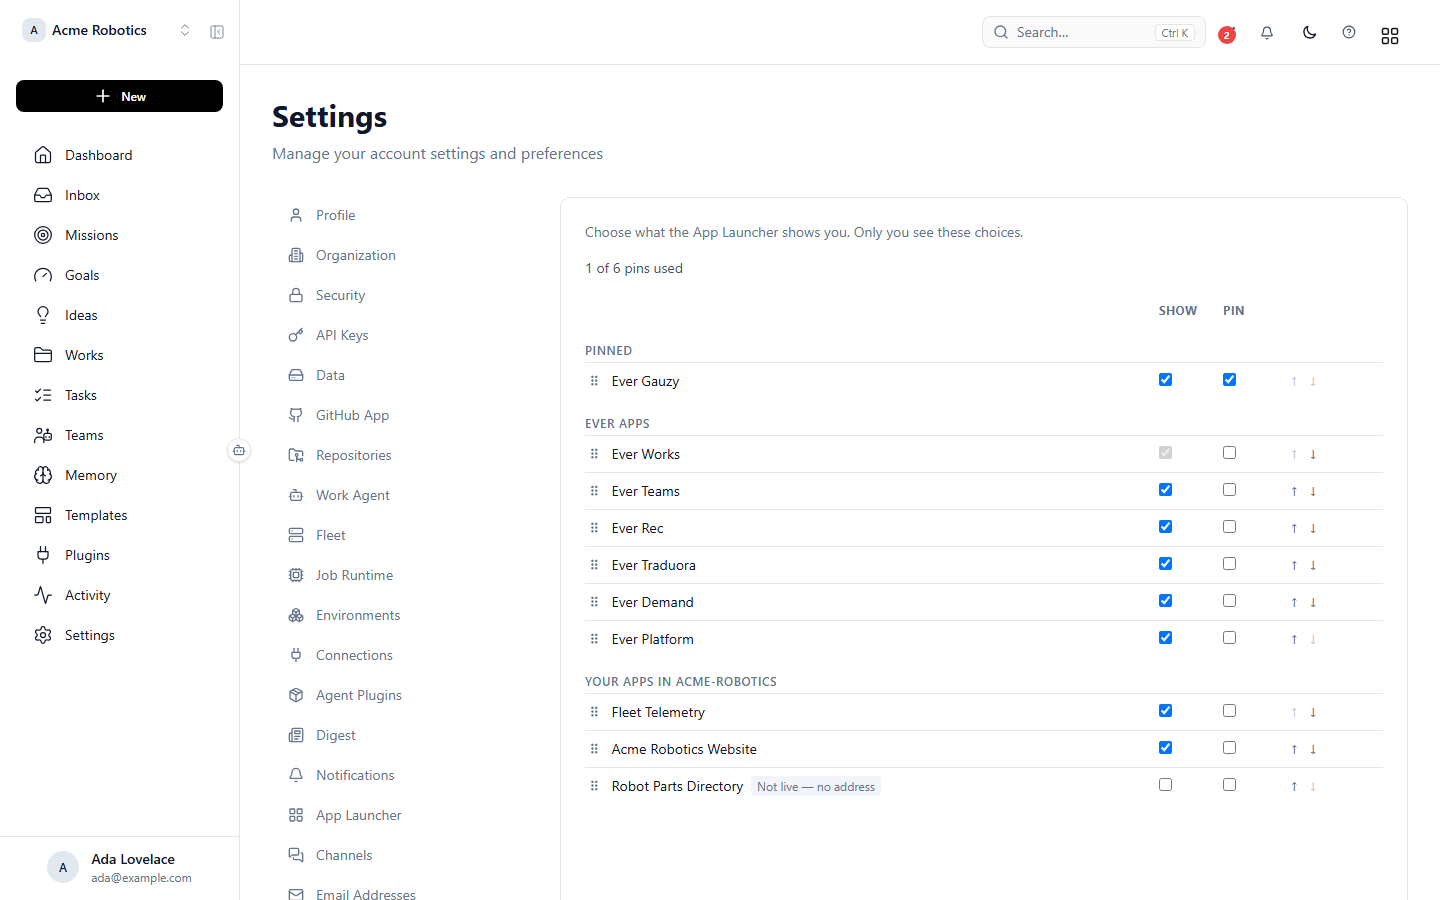 A Acme Robotics
Search...
Ctrl K
2
New
Dashboard
Inbox
Missions
Goals
Ideas
Works
Tasks
Teams
Memory
Templates
Plugins
Activity
Settings
A
Ada Lovelace
ada@example.com
Settings
Manage your account settings and preferences
Profile
Organization
Security
API Keys
Data
GitHub App
Repositories
Work Agent
Fleet
Job Runtime
Environments
Connections
Agent Plugins
Digest
Notifications
App Launcher
Channels
Email Addresses
Choose what the App Launcher shows you. Only you see these choices.
1 of 6 pins used
SHOW PIN
PINNED
Ever Gauzy ↑ ↓
EVER APPS
Ever Works ↑ ↓
Ever Teams ↑ ↓
Ever Rec ↑ ↓
Ever Traduora ↑ ↓
Ever Demand ↑ ↓
Ever Platform ↑ ↓
YOUR APPS IN ACME-ROBOTICS
Fleet Telemetry ↑ ↓
Acme Robotics Website ↑ ↓
Robot Parts Directory Not live — no address ↑ ↓